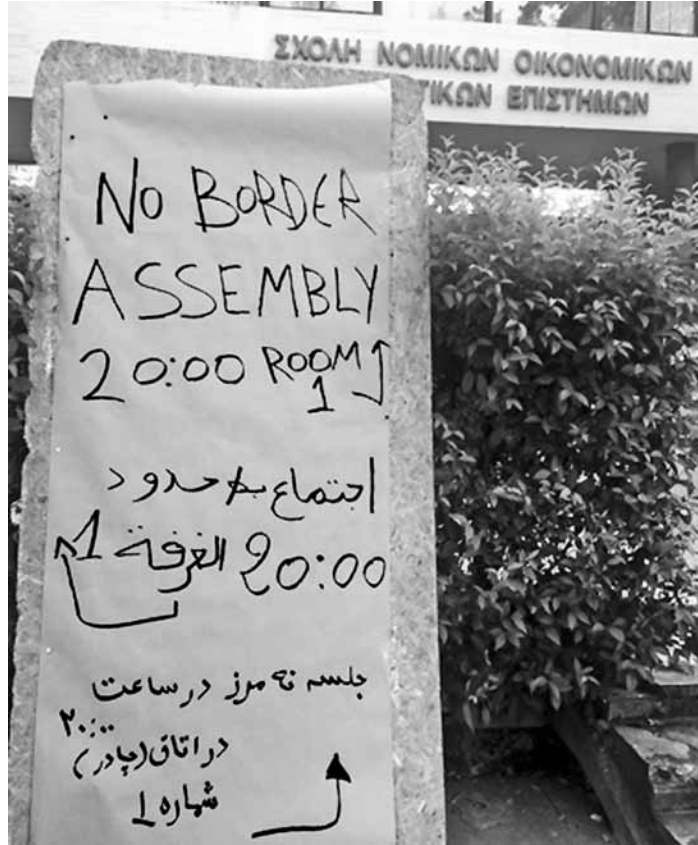 ΣΧΟΛΗ ΝΟΜΙΚΩΝ ΟΙΚΟΝΟΜΙΚΩΝ
ΤΙΚΩΝ ΕΠΙΣΤΗΜΩΝ
NO BORDER
ASSEMBLY
20:00 ROOM
1
اجتماع بلا حدود
20:00 الغرفة 1
جلسه نه مرز در ساعت
۲۰:۰۰
در اتاق (چادر)
شماره 1